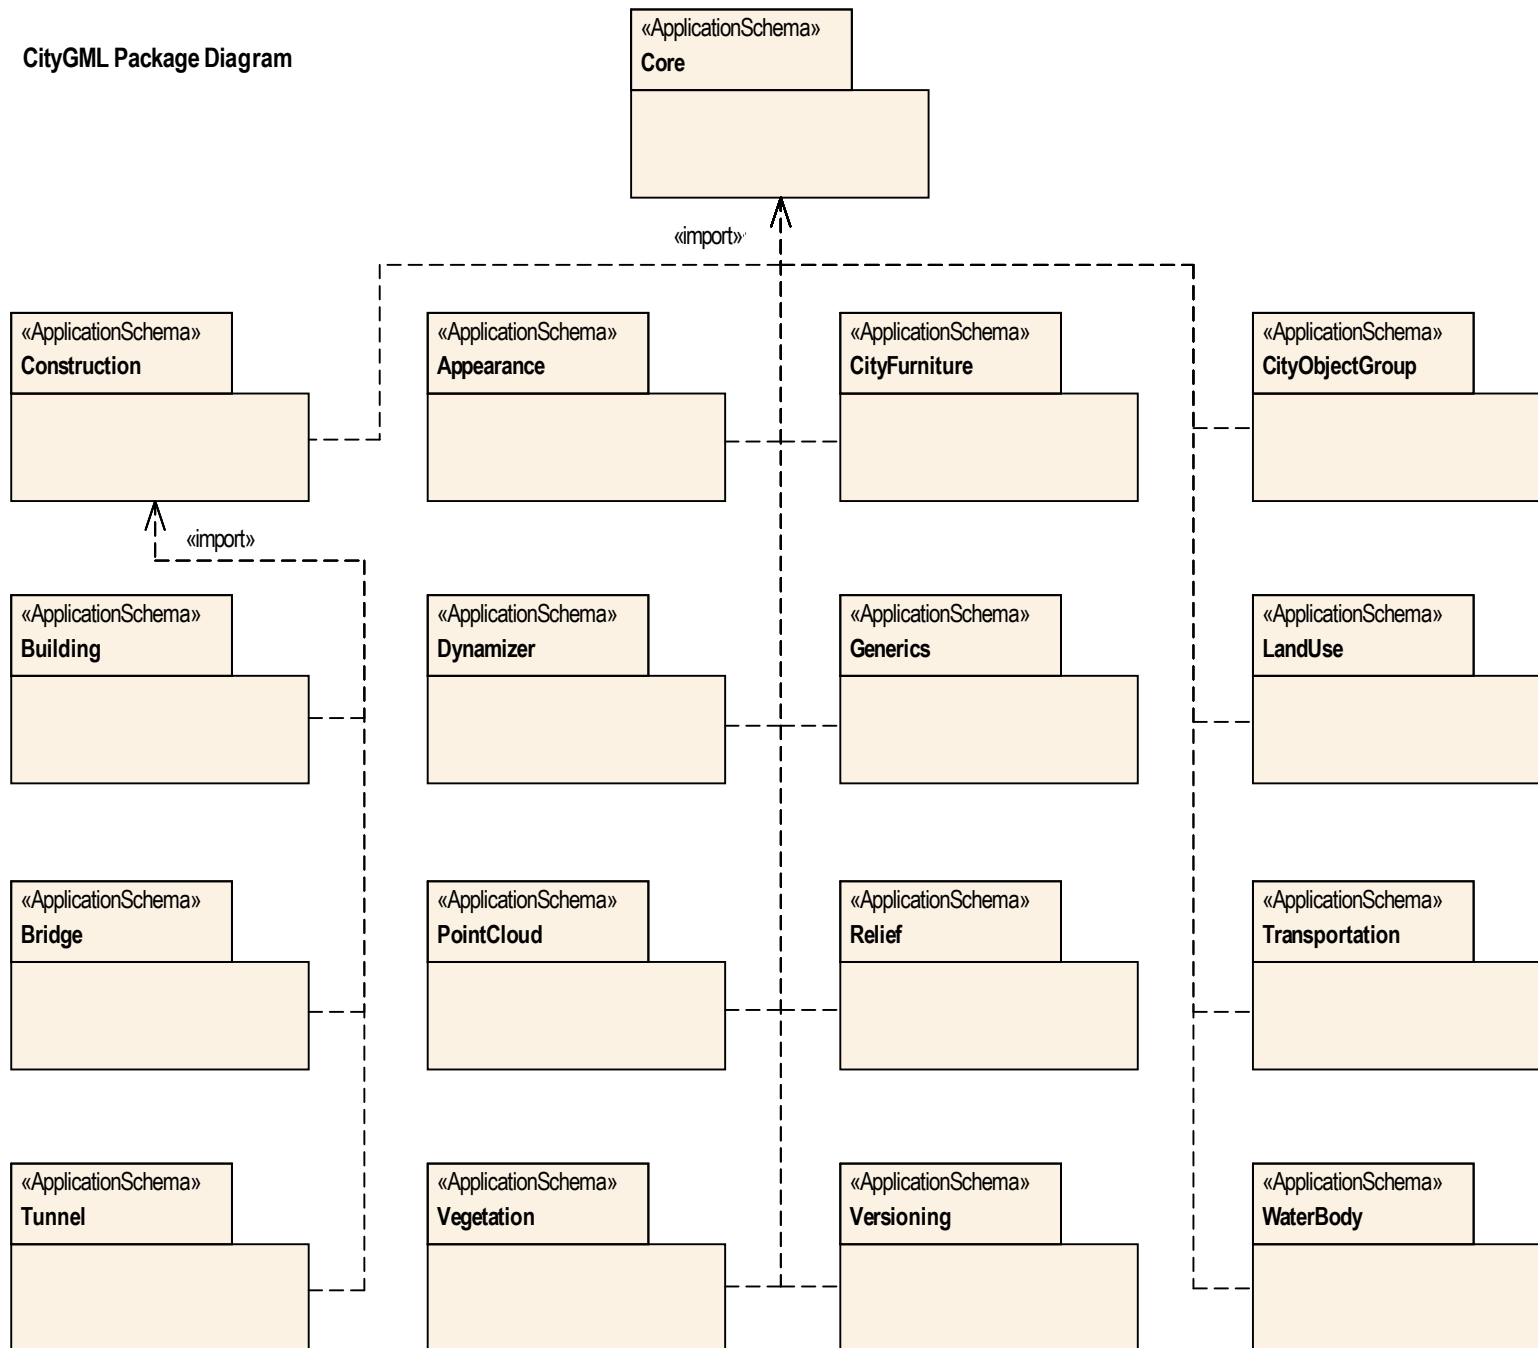 CityGML Package Diagram
«ApplicationSchema»
Core
«import»
«ApplicationSchema»
Construction
«ApplicationSchema»
Appearance
«ApplicationSchema»
CityFurniture
«ApplicationSchema»
CityObjectGroup
«import»
«ApplicationSchema»
Building
«ApplicationSchema»
Dynamizer
«ApplicationSchema»
Generics
«ApplicationSchema»
LandUse
«ApplicationSchema»
Bridge
«ApplicationSchema»
PointCloud
«ApplicationSchema»
Relief
«ApplicationSchema»
Transportation
«ApplicationSchema»
Tunnel
«ApplicationSchema»
Vegetation
«ApplicationSchema»
Versioning
«ApplicationSchema»
WaterBody